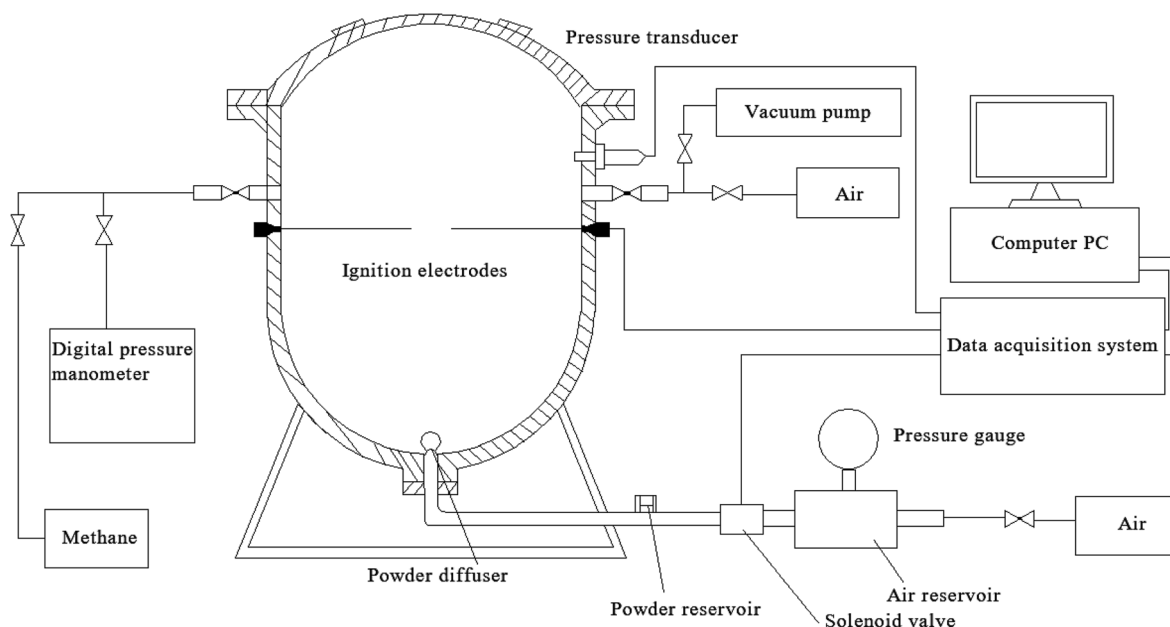 Pressure transducer
Vacuum pump
Air
Computer PC
Ignition electrodes
Digital pressure
manometer
Data acquisition system
Pressure gauge
Methane
Air
Powder diffuser
Powder reservoir
Air reservoir
Solenoid valve